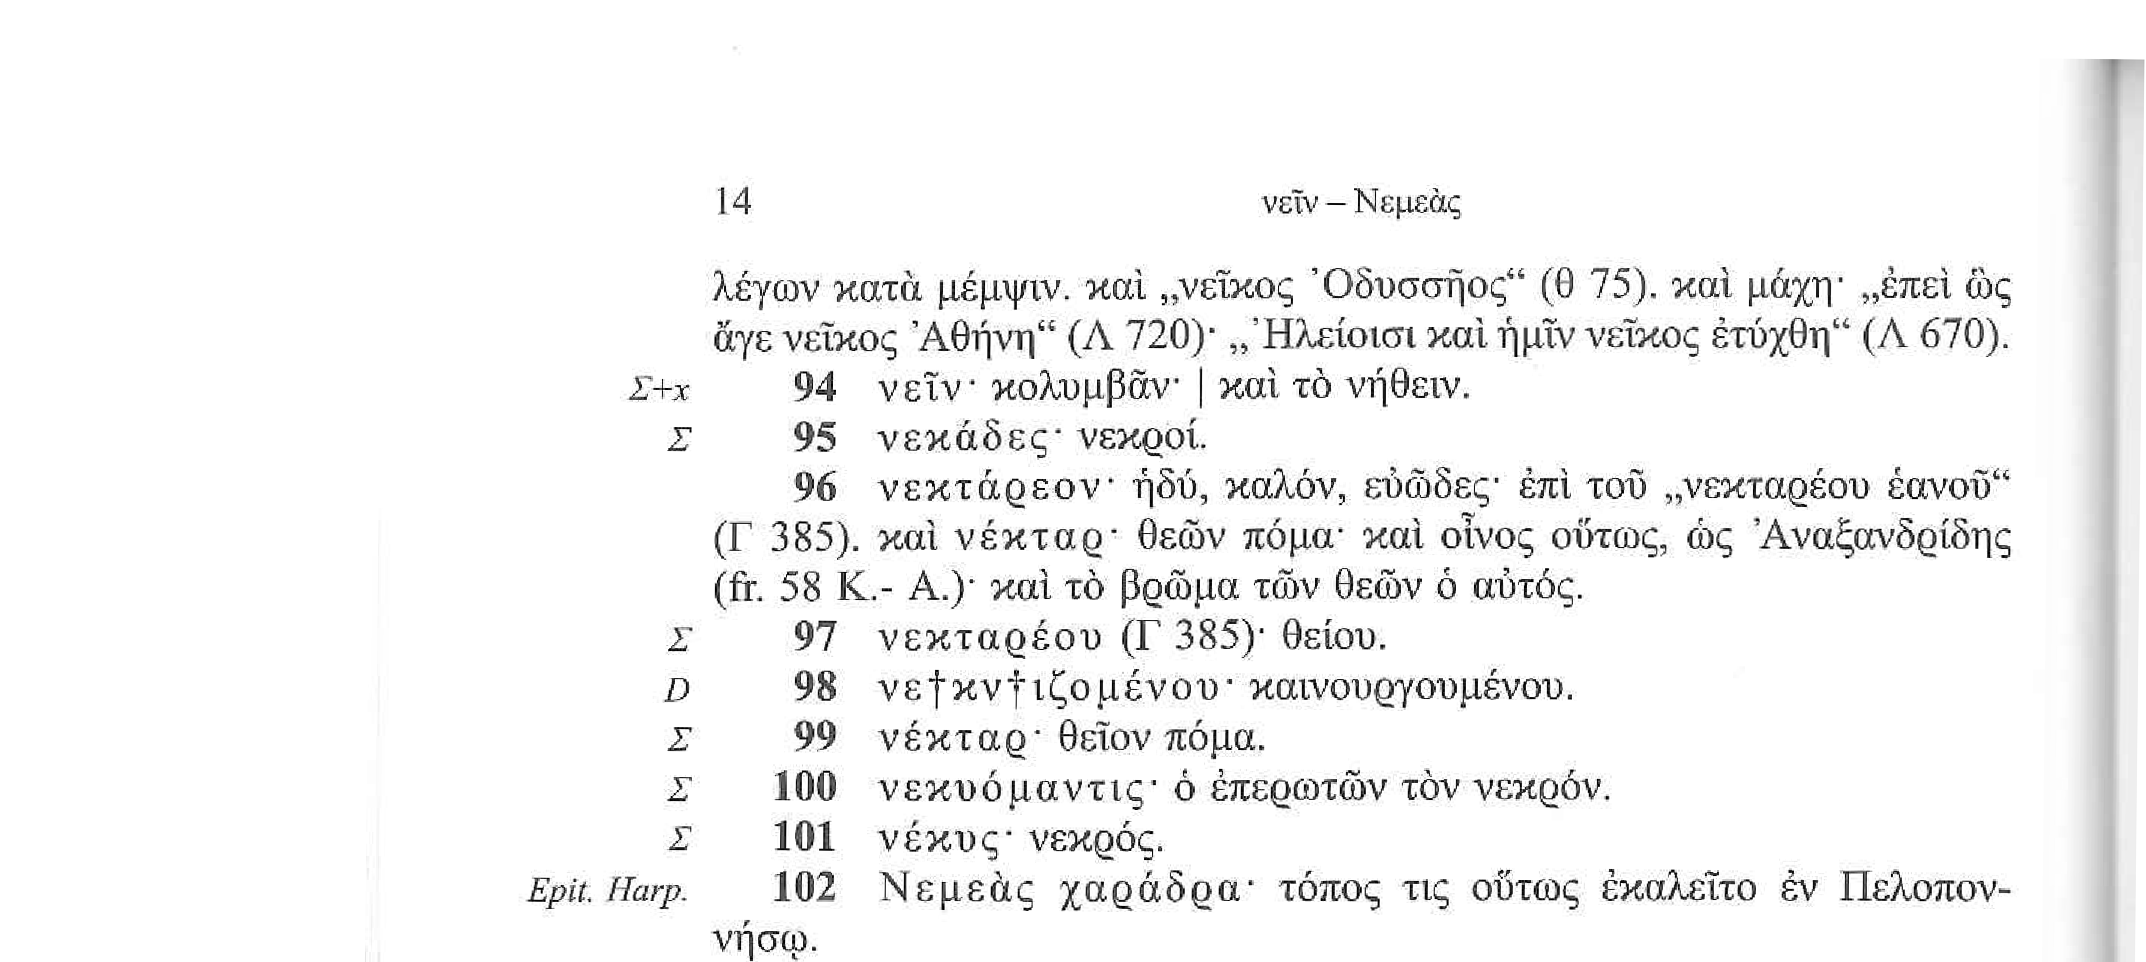 14 νεῖν – Νεμεὰς
λέγων κατὰ μέμψιν. καὶ „νεῖκος Ὀδυσσῆος“ (θ 75). καὶ μάχη· „ἐπεὶ ὣς
ἄγε νεῖκος Ἀθήνη“ (Λ 720)· „Ἠλείοισι καὶ ἡμῖν νεῖκος ἐτύχθη“ (Λ 670).
Σ+x 94 νεῖν· κολυμβᾶν· | καὶ τὸ νήθειν.
Σ 95 νεκάδες· νεκροί.
96 νεκτάρεον· ἡδύ, καλόν, εὐῶδες· ἐπὶ τοῦ „νεκταρέου ἑανοῦ“
(Γ 385). καὶ νέκταρ· θεῶν πόμα· καὶ οἶνος οὕτως, ὡς Ἀναξανδρίδης
(fr. 58 K.- A.)· καὶ τὸ βρῶμα τῶν θεῶν ὁ αὐτός.
Σ 97 νεκταρέου (Γ 385)· θείου.
D 98 νε†κν†ιζομένου· καινουργουμένου.
Σ 99 νέκταρ· θεῖον πόμα.
Σ 100 νεκυόμαντις· ὁ ἐπερωτῶν τὸν νεκρόν.
Σ 101 νέκυς· νεκρός.
Epit. Harp. 102 Νεμεὰς χαράδρα· τόπος τις οὕτως ἐκαλεῖτο ἐν Πελοπον-
νήσῳ.